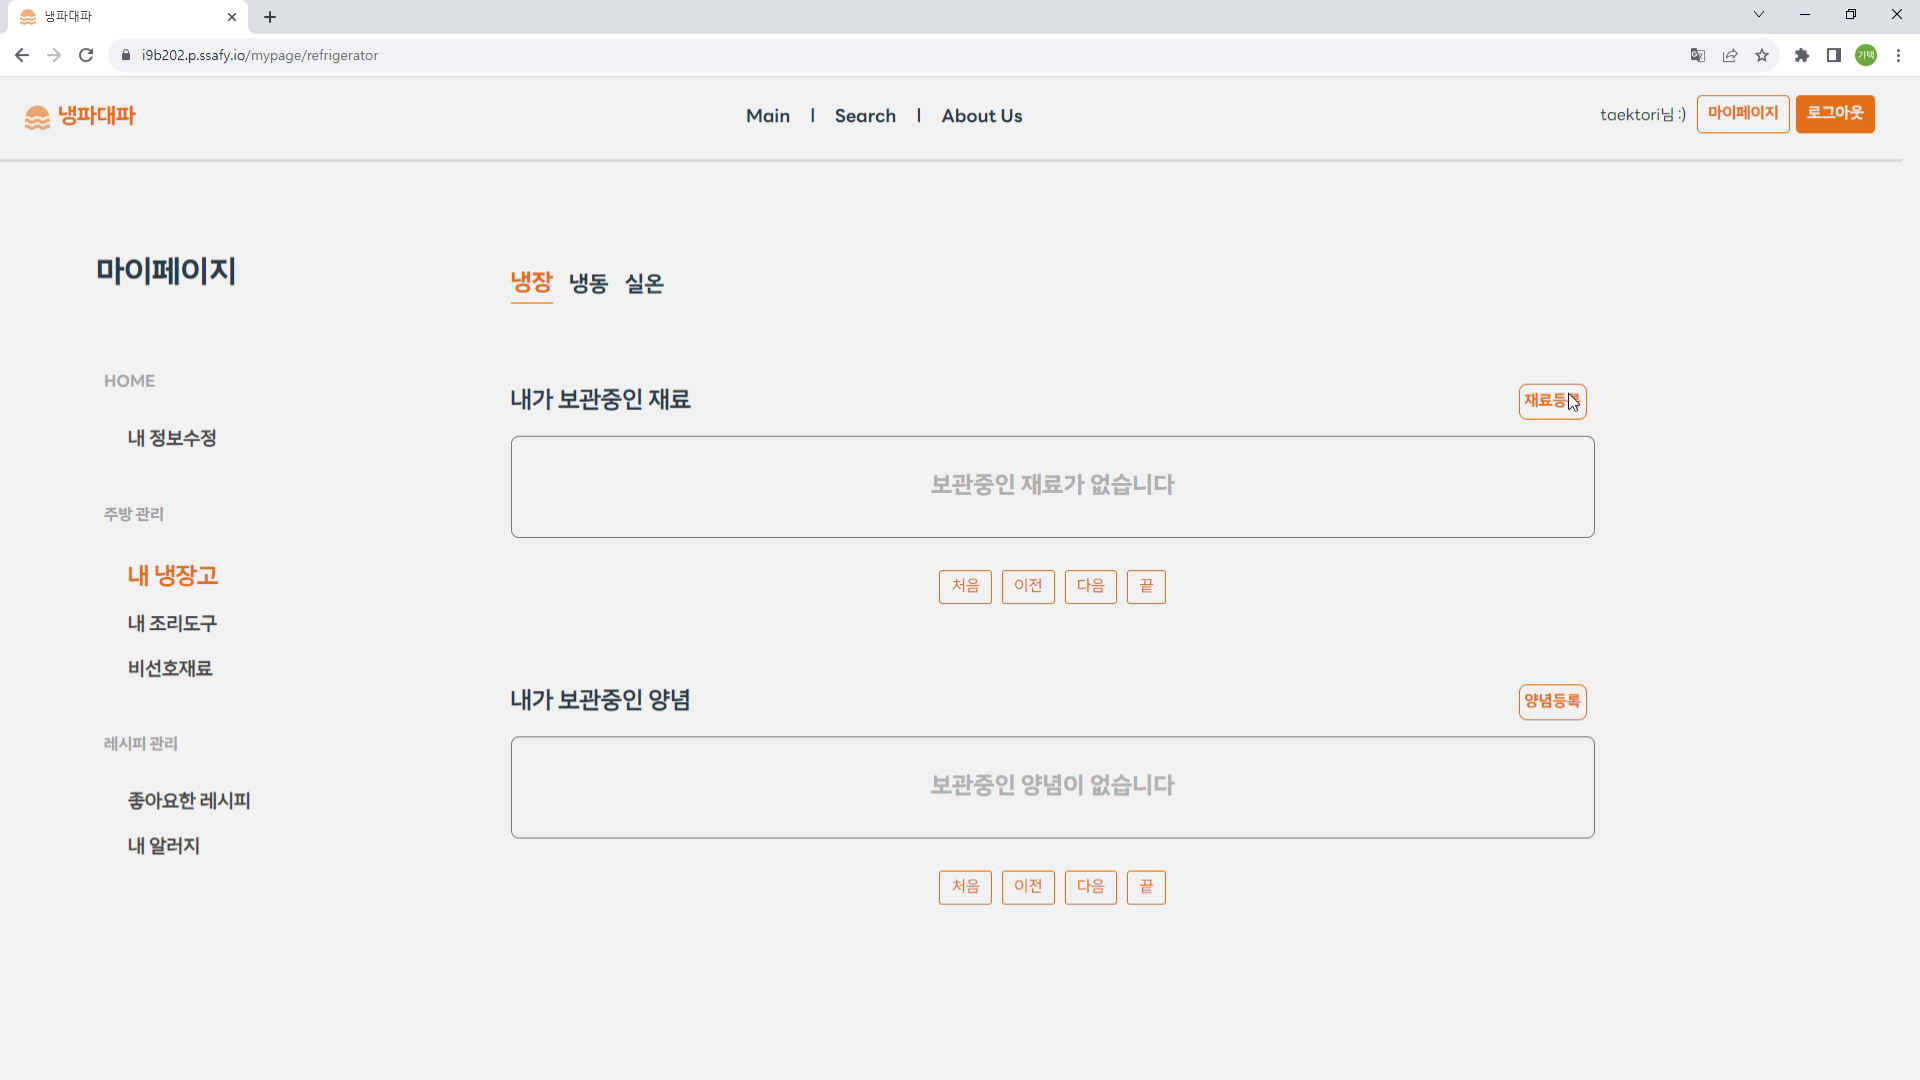 냉파대파
i9b202.p.ssafy.io/mypage/refrigerator
기택
냉파대파
Main | Search | About Us
taektori님 :)
마이페이지
로그아웃
마이페이지
HOME
내 정보수정
주방 관리
내 냉장고
내 조리도구
비선호재료
레시피 관리
좋아요한 레시피
내 알러지
냉장 냉동 실온
내가 보관중인 재료
재료등록
보관중인 재료가 없습니다
처음 이전 다음 끝
내가 보관중인 양념
양념등록
보관중인 양념이 없습니다
처음 이전 다음 끝